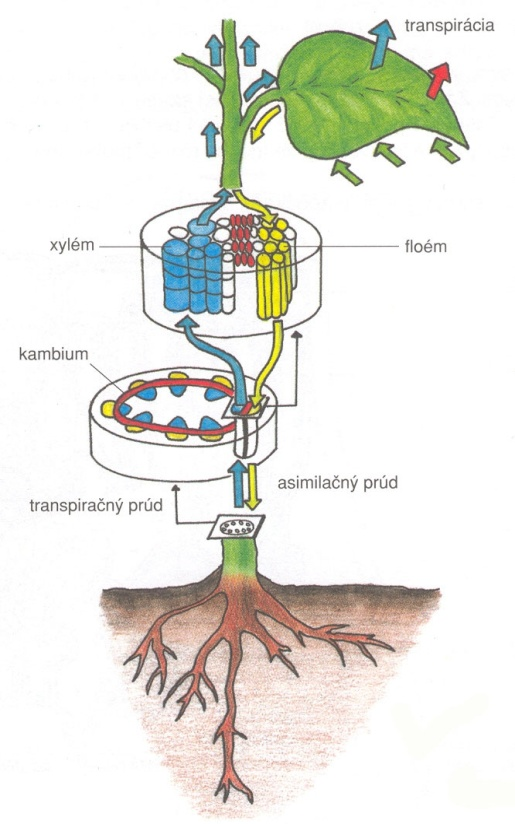 transpirácia
xylém
floém
kambium
asimilačný prúd
transpiračný prúd